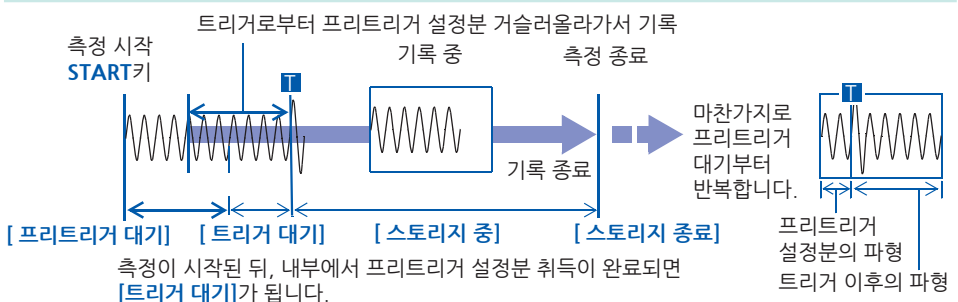 트리거로부터 프리트리거 설정분 거슬러올라가서 기록
측정 시작
START키
기록 중
측정 종료
T
T
마찬가지로
프리트리거
대기부터
반복합니다.
기록 종료
[ 프리트리거 대기]
[ 트리거 대기]
[ 스토리지 중]
[ 스토리지 종료]
프리트리거
설정분의 파형
트리거 이후의 파형
측정이 시작된 뒤, 내부에서 프리트리거 설정분 취득이 완료되면
[트리거 대기]가 됩니다.